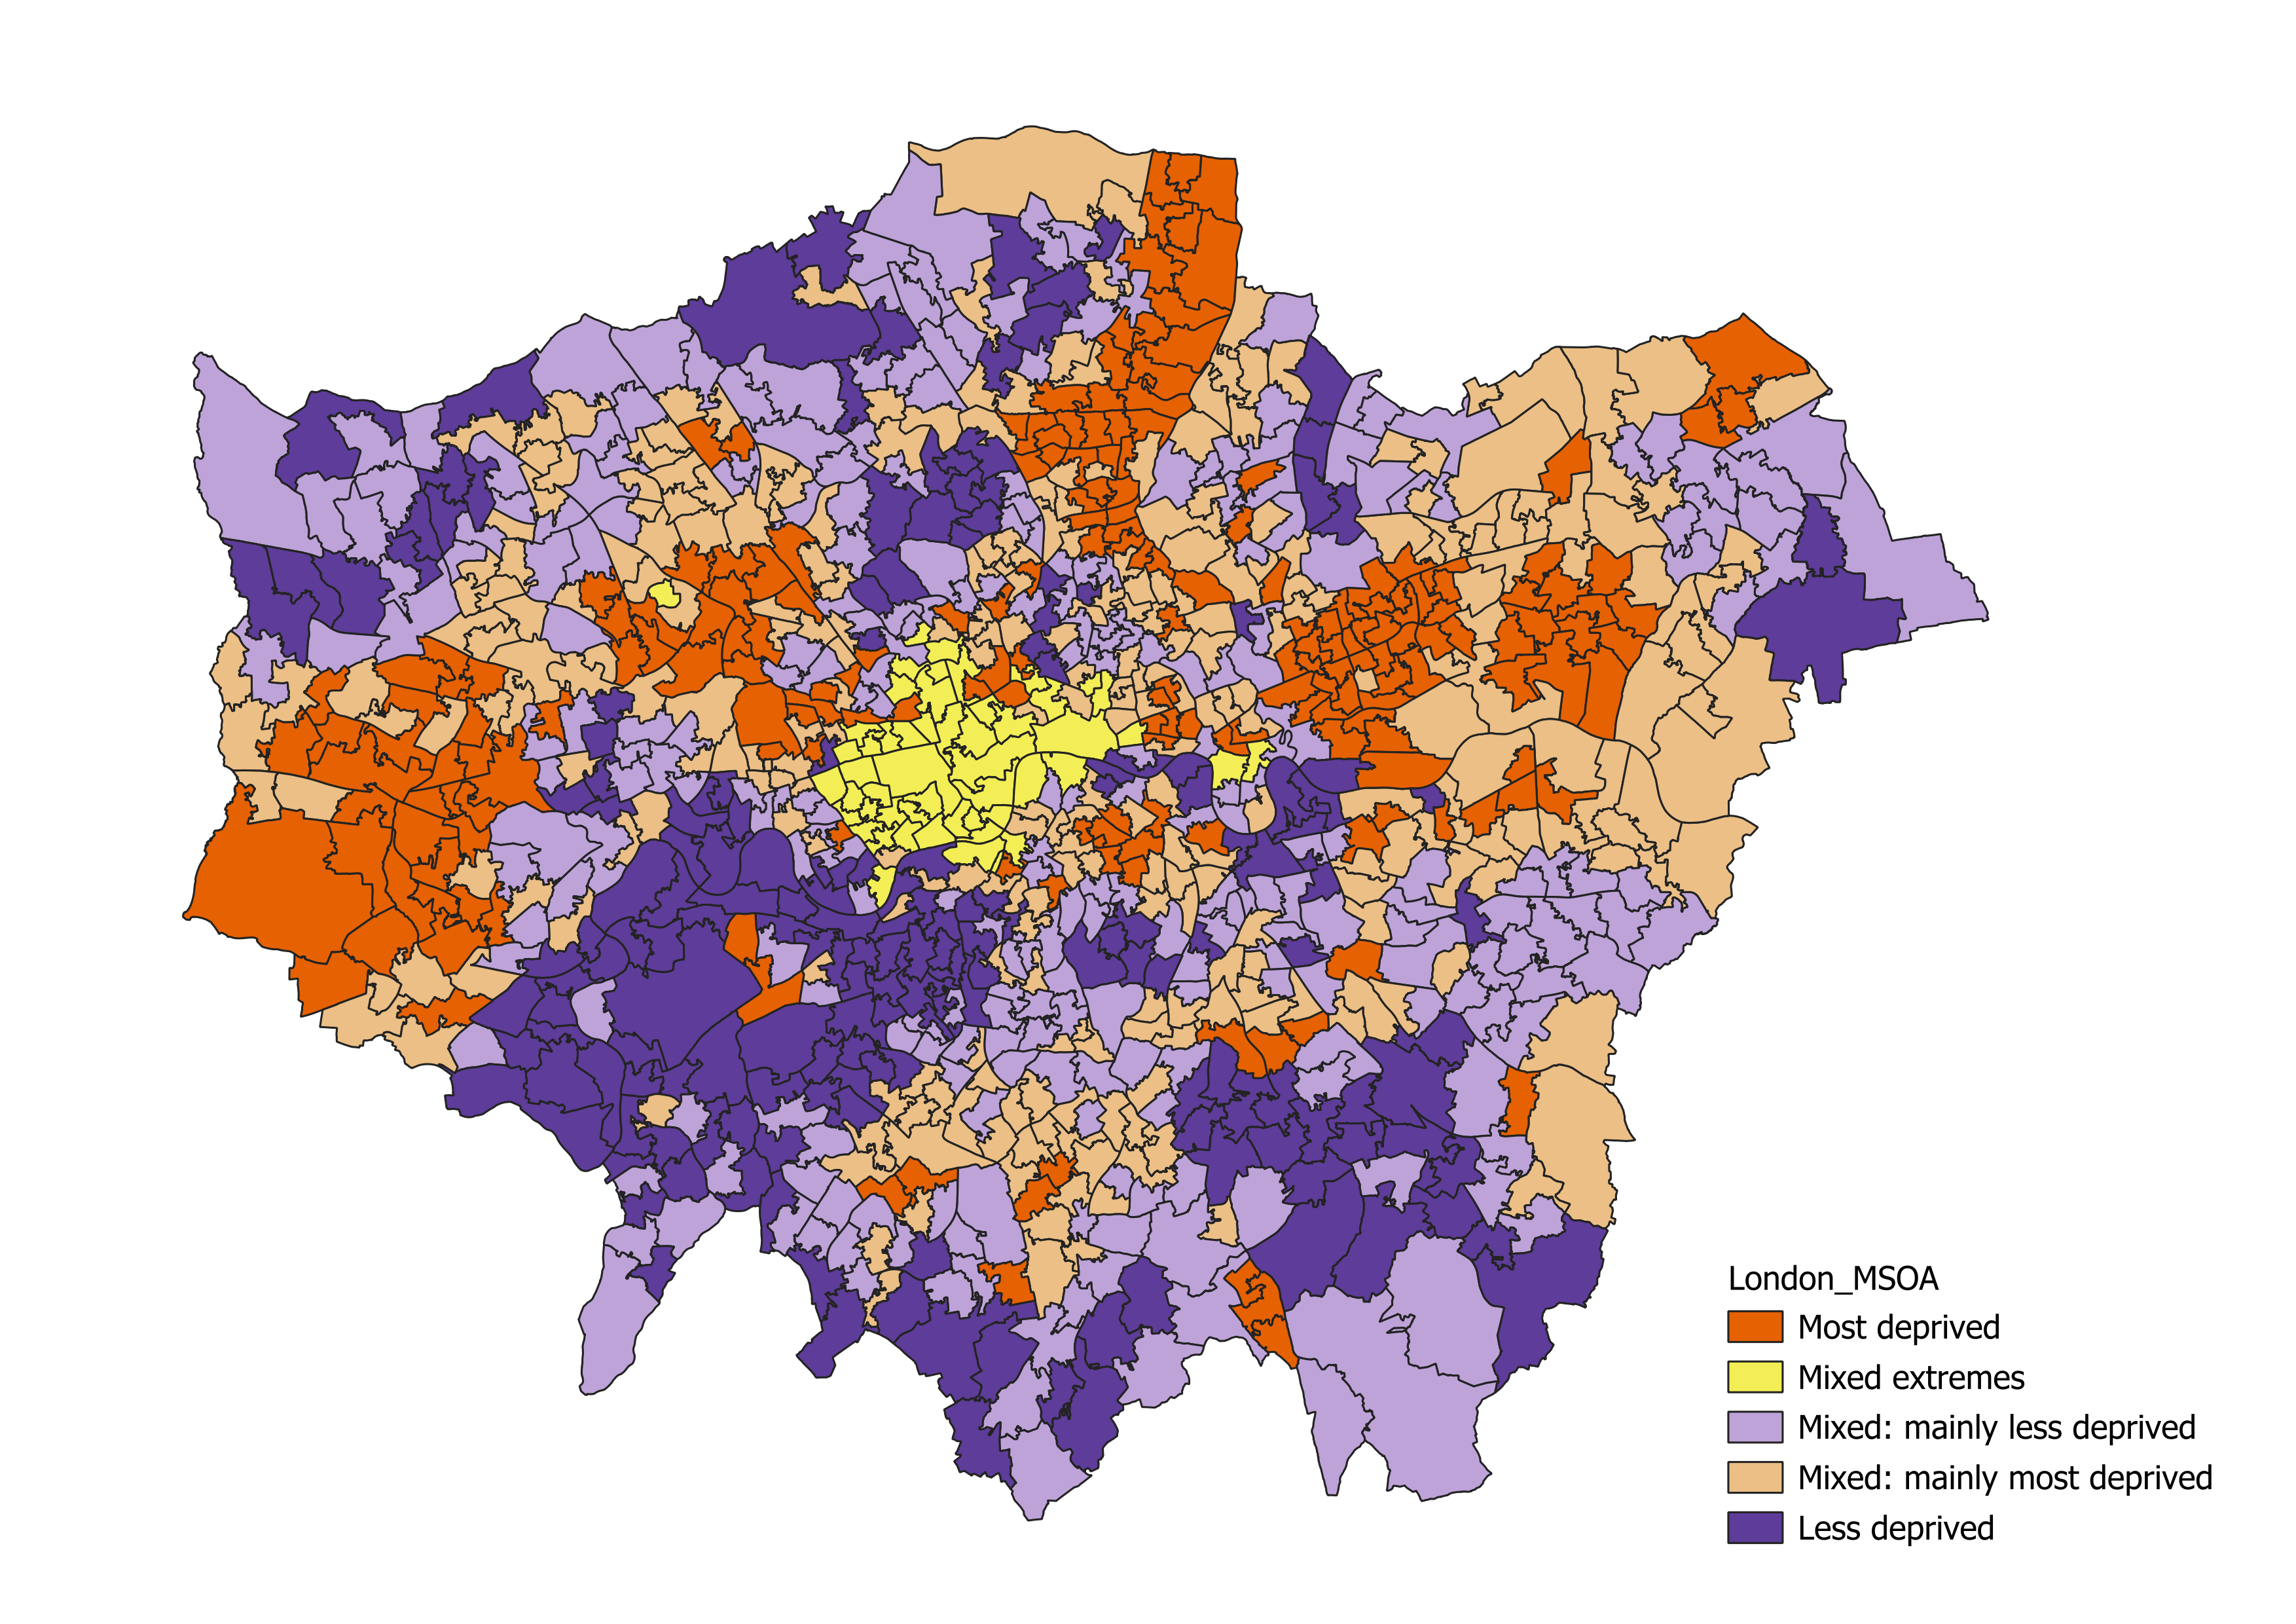 London_MSOA
Most deprived
Mixed extremes
Mixed: mainly less deprived
Mixed: mainly most deprived
Less deprived